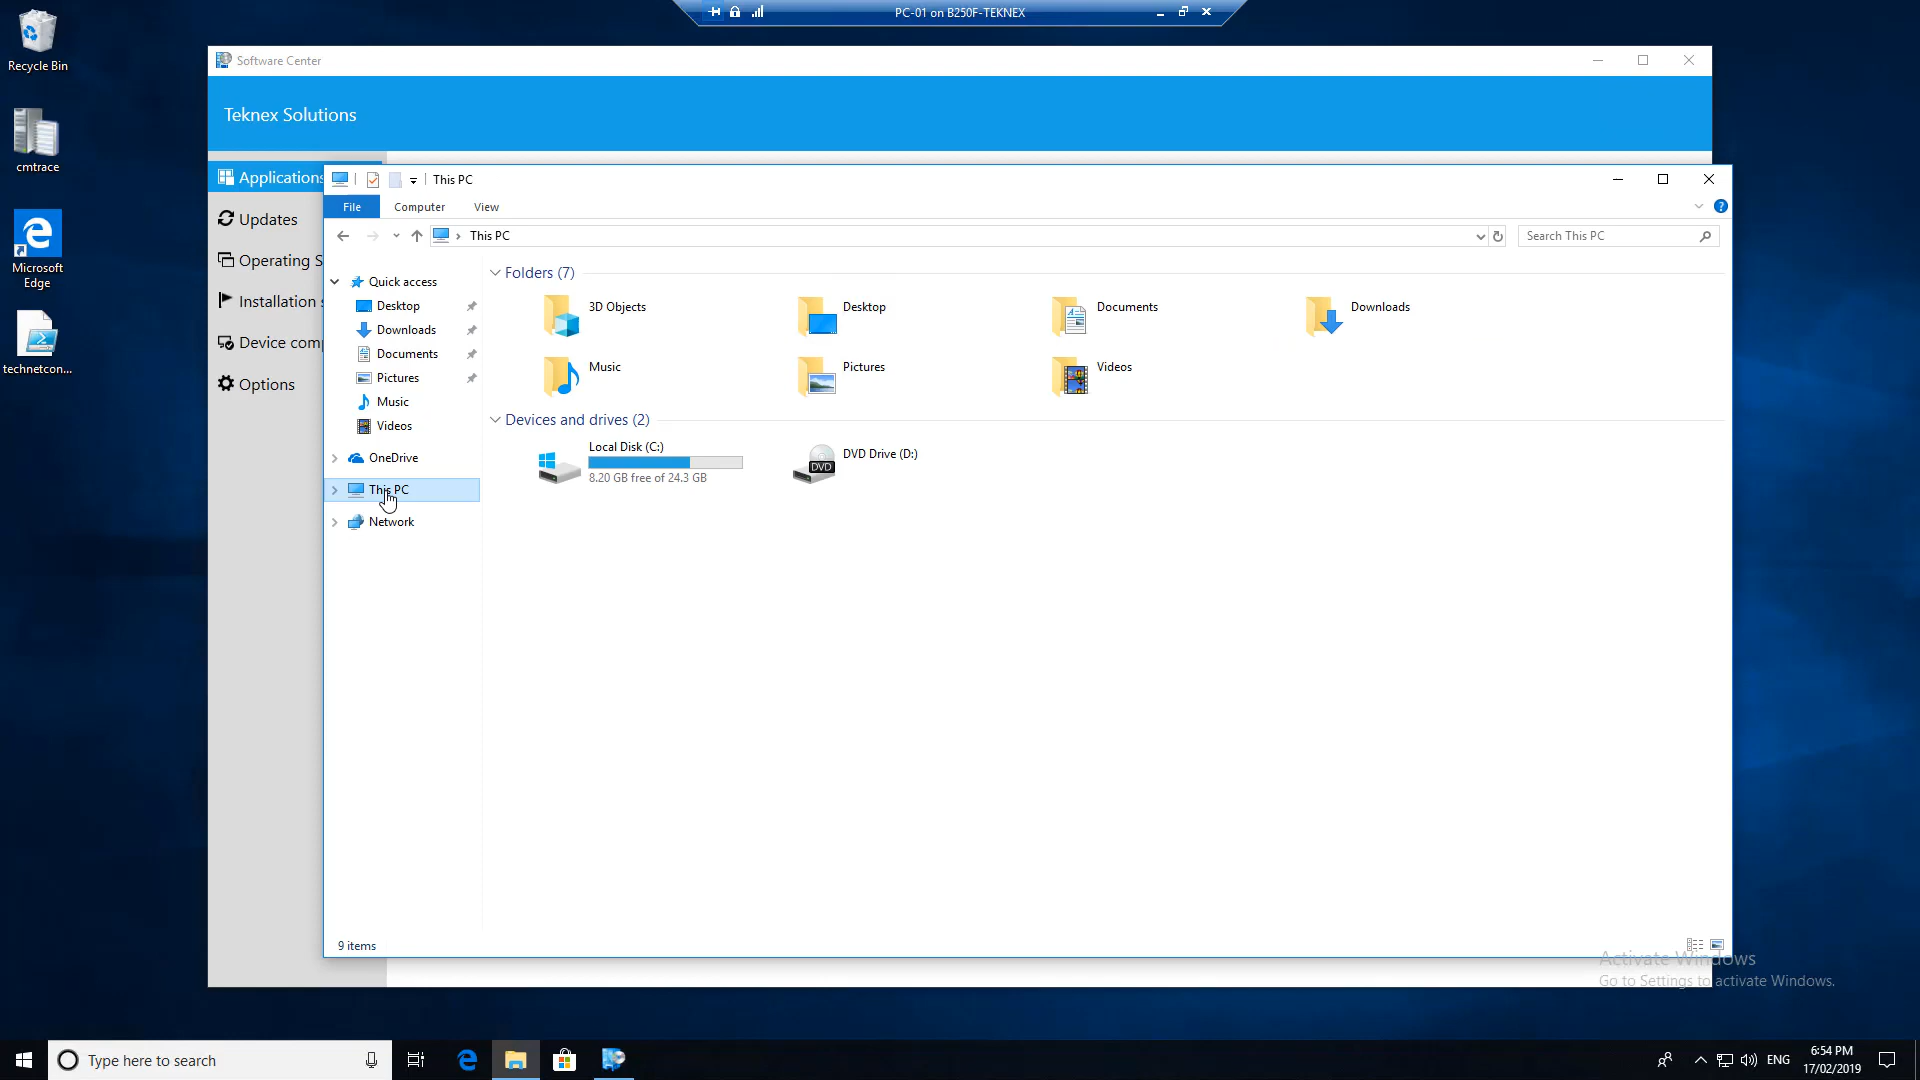 PC-01 on B250F-TEKNEX
Recycle Bin
cmtrace
Microsoft
Edge
technetcon...
Software Center
Teknex Solutions
Applications
Updates
Operating S
Installation s
Device comp
Options
This PC
File
Computer
View
This PC
Search This PC
Quick access
Desktop
Downloads
Documents
Pictures
Music
Videos
OneDrive
This PC
Network
Folders (7)
3D Objects
Desktop
Documents
Downloads
Music
Pictures
Videos
Devices and drives (2)
Local Disk (C:)
8.20 GB free of 24.3 GB
DVD
DVD Drive (D:)
9 items
Activate Windows
Go to Settings to activate Windows.
Type here to search
ENG
6:54 PM
17/02/2019